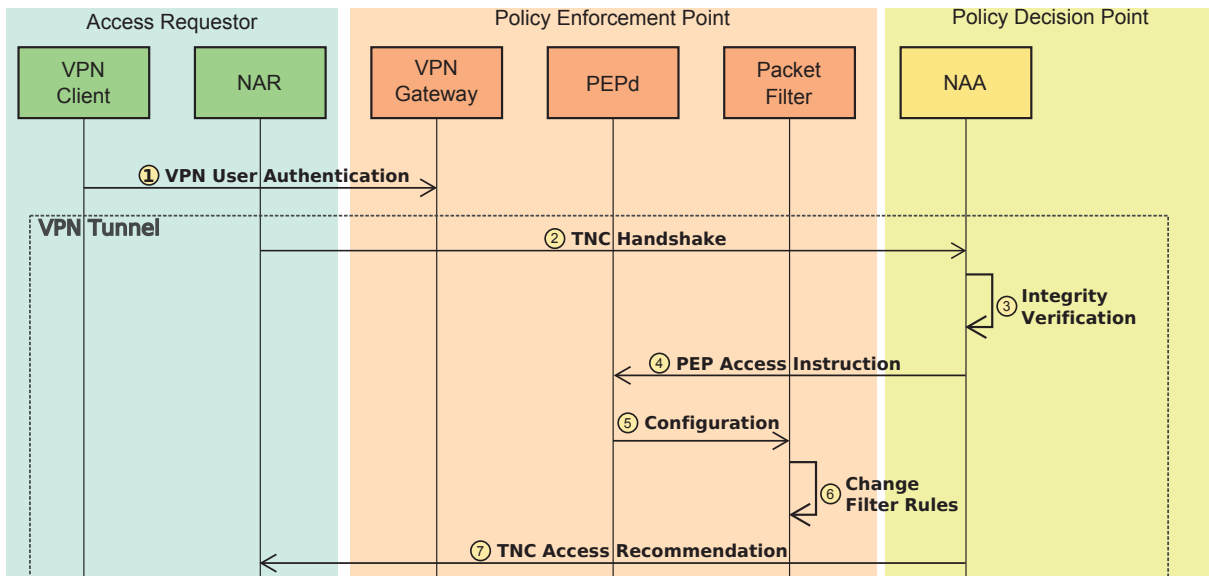 Access Requestor
Policy Enforcement Point
Policy Decision Point
VPN
Client
NAR
VPN
Gateway
PEPd
Packet
Filter
NAA
1 VPN User Authentication
VPN Tunnel
2 TNC Handshake
3 Integrity
Verification
4 PEP Access Instruction
5 Configuration
6 Change
Filter Rules
7 TNC Access Recommendation